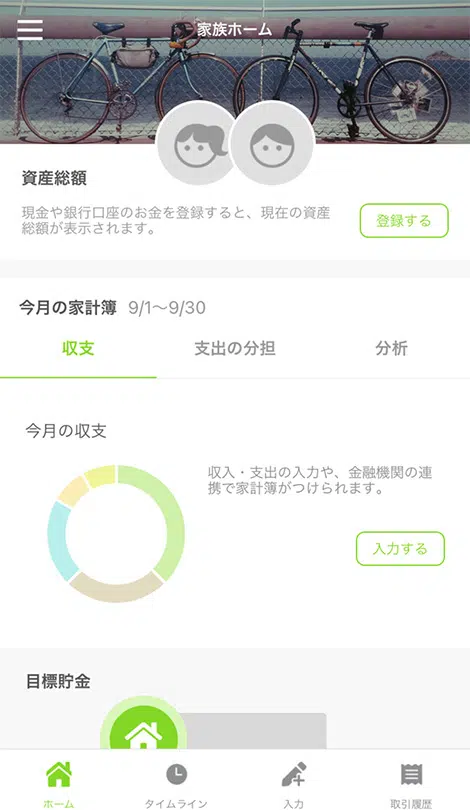 家族ホーム
資産総額
現金や銀行口座のお金を登録すると、現在の資産
総額が表示されます。
登録する
今月の家計簿 9/1〜9/30
収支 支出の分担 分析
今月の収支
収入・支出の入力や、金融機関の連
携で家計簿がつけられます。
入力する
目標貯金
ホーム タイムライン 入力 取引履歴